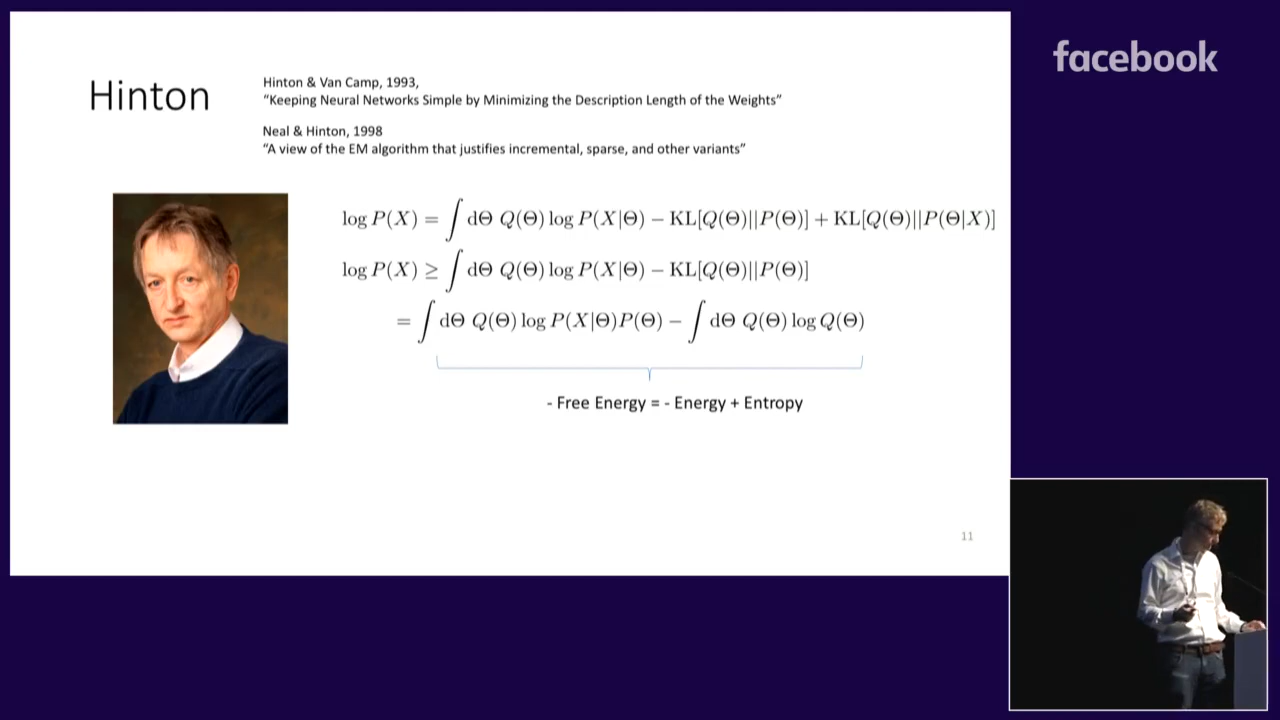 facebook
Hinton
Hinton & Van Camp, 1993,
“Keeping Neural Networks Simple by Minimizing the Description Length of the Weights”
Neal & Hinton, 1998
“A view of the EM algorithm that justifies incremental, sparse, and other variants”
log P(X) = ∫ dΘ Q(Θ) log P(X|Θ) − KL[Q(Θ)||P(Θ)] + KL[Q(Θ)||P(Θ|X)]
log P(X) ≥ ∫ dΘ Q(Θ) log P(X|Θ) − KL[Q(Θ)||P(Θ)]
= ∫ dΘ Q(Θ) log P(X|Θ)P(Θ) − ∫ dΘ Q(Θ) log Q(Θ)
- Free Energy = - Energy + Entropy
11